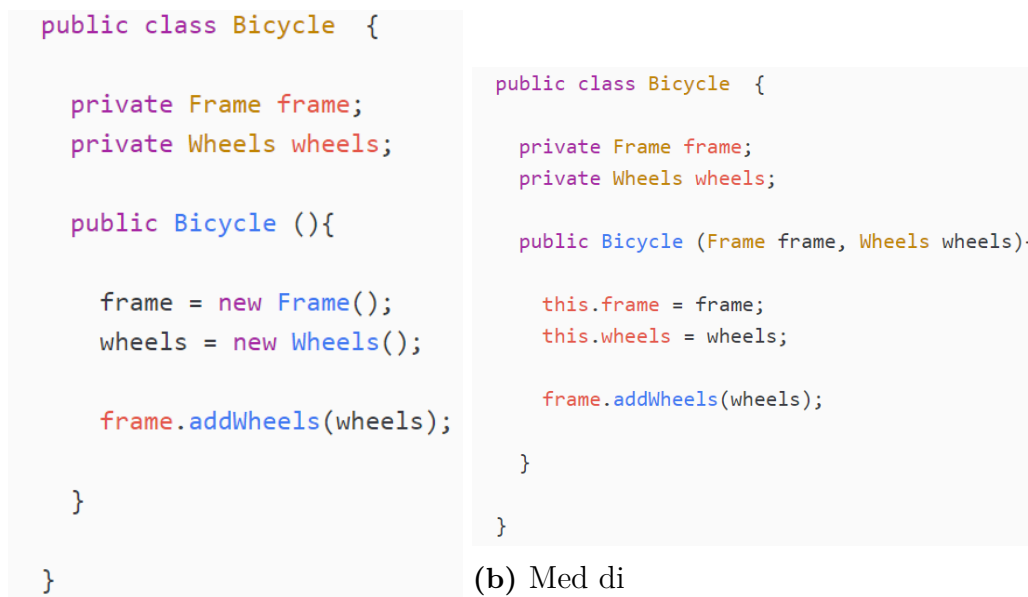 public class Bicycle  {
private Frame frame;
private Wheels wheels;
public Bicycle (){
frame = new Frame();
wheels = new Wheels();
frame.addWheels(wheels);
}
}
public class Bicycle  {
private Frame frame;
private Wheels wheels;
public Bicycle (Frame frame, Wheels wheels){
this.frame = frame;
this.wheels = wheels;
frame.addWheels(wheels);
}
}
(b) Med di